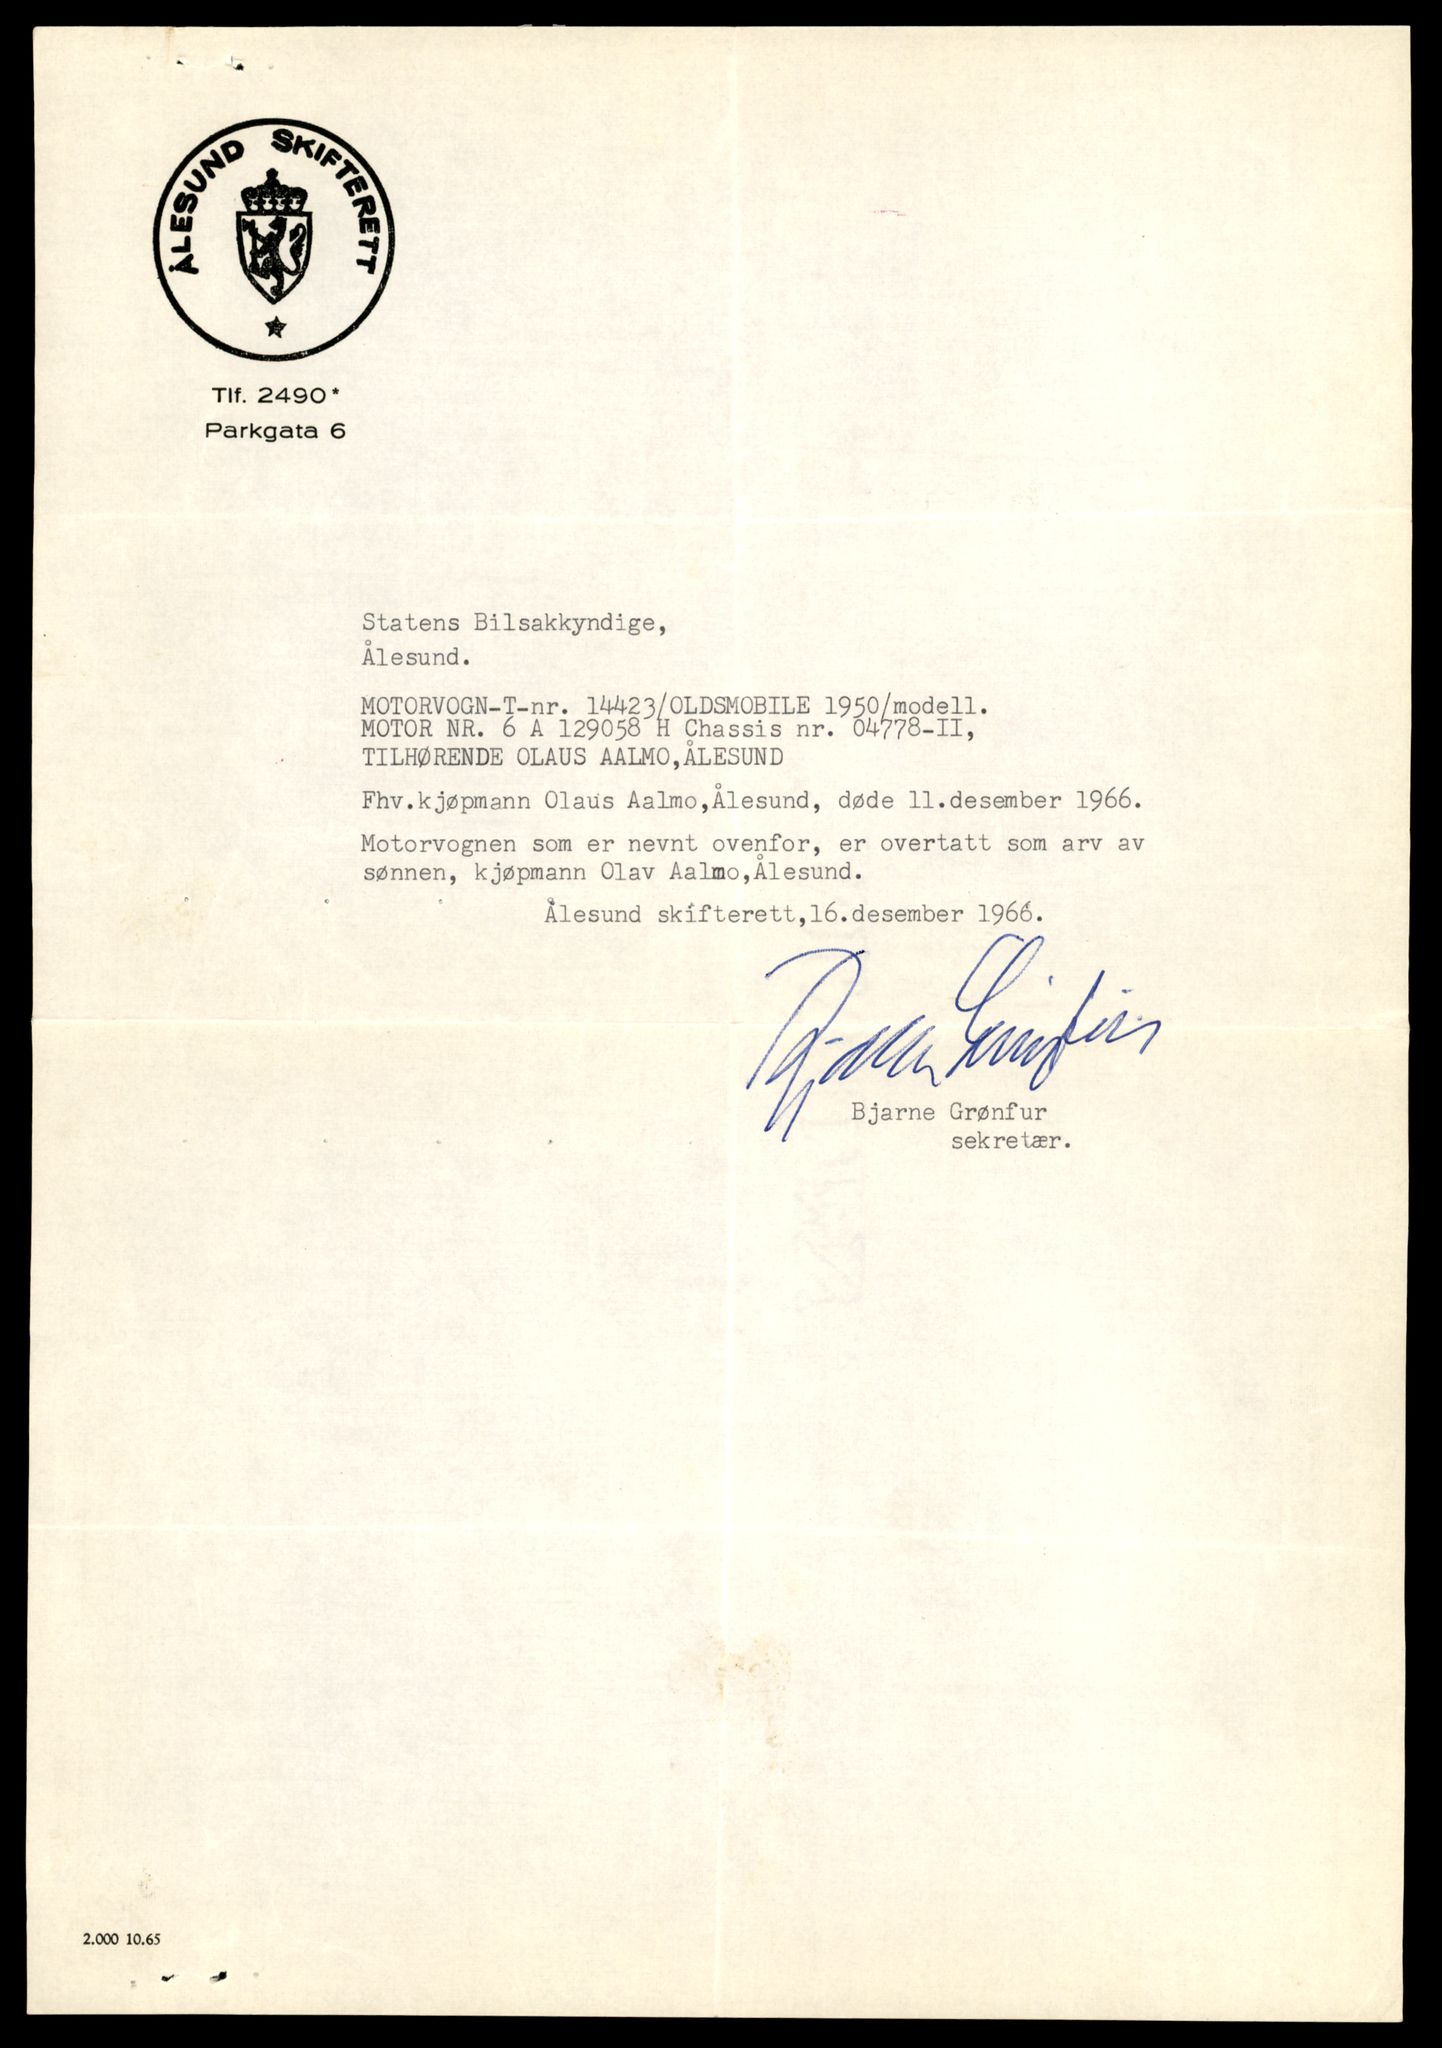 ÅLESUND SKIFTERETT
Tlf. 2490*
Parkgata 6
Statens Bilsakkyndige,
Ålesund.
MOTORVOGN-T-nr. 14423/OLDSMOBILE 1950/modell.
MOTOR NR. 6 A 129058 H Chassis nr. 04778-II,
TILHØRENDE OLAUS AALMO,ÅLESUND
Fhv.kjøpmann Olaus Aalmo,Ålesund, døde 11.desember 1966.
Motorvognen som er nevnt ovenfor, er overtatt som arv av
sønnen, kjøpmann Olav Aalmo,Ålesund.
Ålesund skifterett,16.desember 1966.
Bjarne Grønfur
Bjarne Grønfur
sekretær.
2.000 10.65